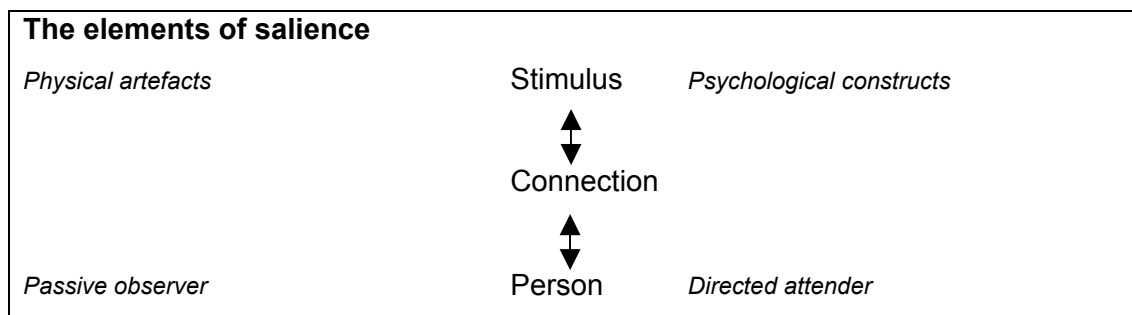 The elements of salience
Physical artefacts Stimulus Psychological constructs
Connection
Passive observer Person Directed attender